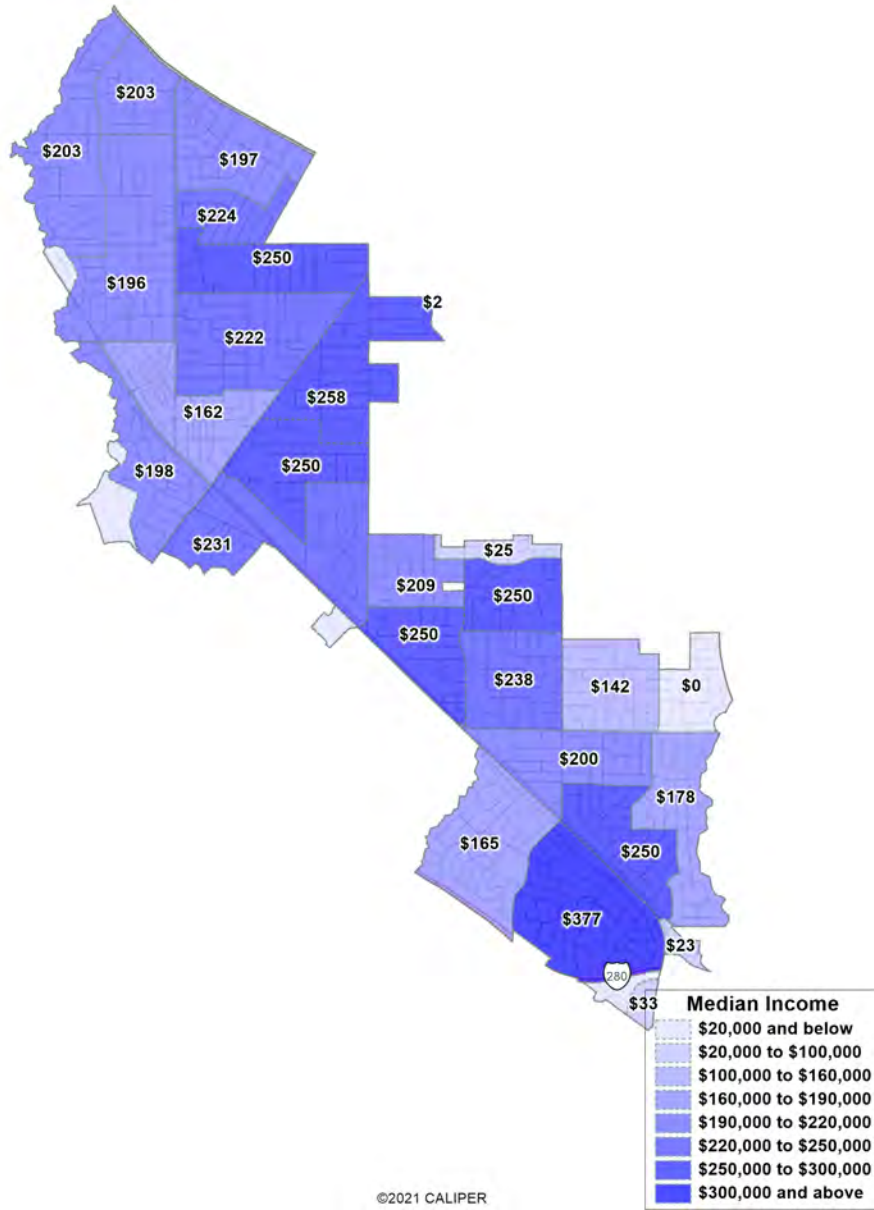 $203
$203
$197
$224
$250
$196
$2
$222
$258
$162
$250
$198
$231
$25
$209
$250
$250
$238
$142
$0
$200
$178
$165
$250
$377
$23
280
$33
Median Income
$20,000 and below
$20,000 to $100,000
$100,000 to $160,000
$160,000 to $190,000
$190,000 to $220,000
$220,000 to $250,000
$250,000 to $300,000
$300,000 and above
©2021 CALIPER